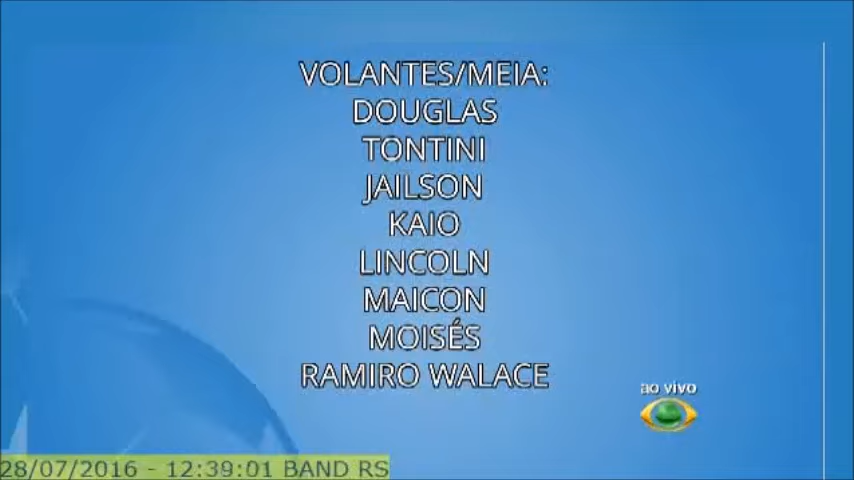 VOLANTES/MEIA:
DOUGLAS
TONTINI
JAILSON
KAIO
LINCOLN
MAICON
MOISÉS
RAMIRO WALACE
ao vivo
28/07/2016 - 12:39:01 BAND RS